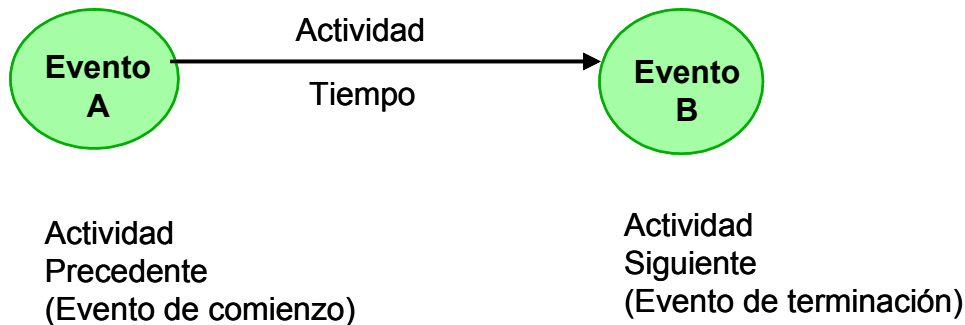 Evento
A
Actividad
Tiempo
Evento
B
Actividad
Precedente
(Evento de comienzo)
Actividad
Siguiente
(Evento de terminación)